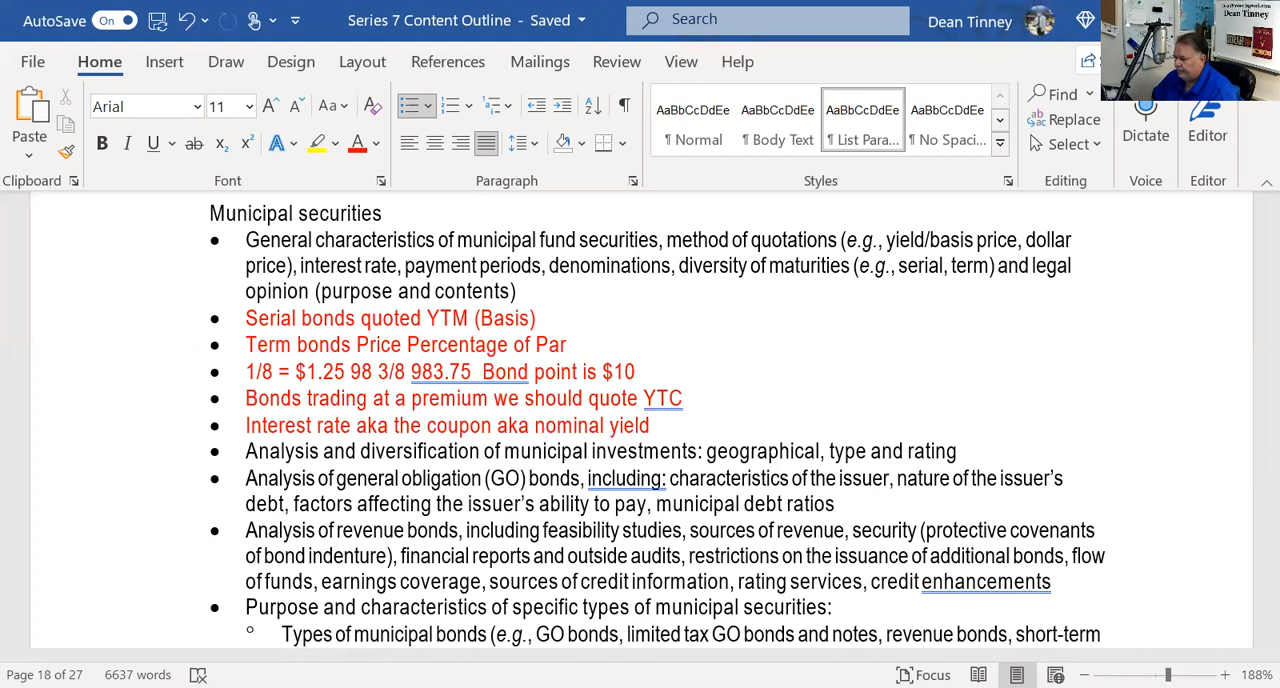 AutoSave On Series 7 Content Outline - Saved Search Dean Tinney
Dean Tinney
File Home Insert Draw Design Layout References Mailings Review View Help
Paste
Arial 11 A A Aa A
B I U ab x2 x2 A A
AaBbCcDdEe AaBbCcDdEe AaBbCcDdEe AaBbCcDdEe
¶ Normal ¶ Body Text ¶ List Para... ¶ No Spaci...
Find
Replace
Select
Dictate
Editor
Clipboard Font Paragraph Styles Editing Voice Editor
Municipal securities
• General characteristics of municipal fund securities, method of quotations (e.g., yield/basis price, dollar
price), interest rate, payment periods, denominations, diversity of maturities (e.g., serial, term) and legal
opinion (purpose and contents)
• Serial bonds quoted YTM (Basis)
• Term bonds Price Percentage of Par
• 1/8 = $1.25 98 3/8 983.75 Bond point is $10
• Bonds trading at a premium we should quote YTC
• Interest rate aka the coupon aka nominal yield
• Analysis and diversification of municipal investments: geographical, type and rating
• Analysis of general obligation (GO) bonds, including: characteristics of the issuer, nature of the issuer’s
debt, factors affecting the issuer’s ability to pay, municipal debt ratios
• Analysis of revenue bonds, including feasibility studies, sources of revenue, security (protective covenants
of bond indenture), financial reports and outside audits, restrictions on the issuance of additional bonds, flow
of funds, earnings coverage, sources of credit information, rating services, credit enhancements
• Purpose and characteristics of specific types of municipal securities:
° Types of municipal bonds (e.g., GO bonds, limited tax GO bonds and notes, revenue bonds, short-term
Page 18 of 27 6637 words Focus 188%